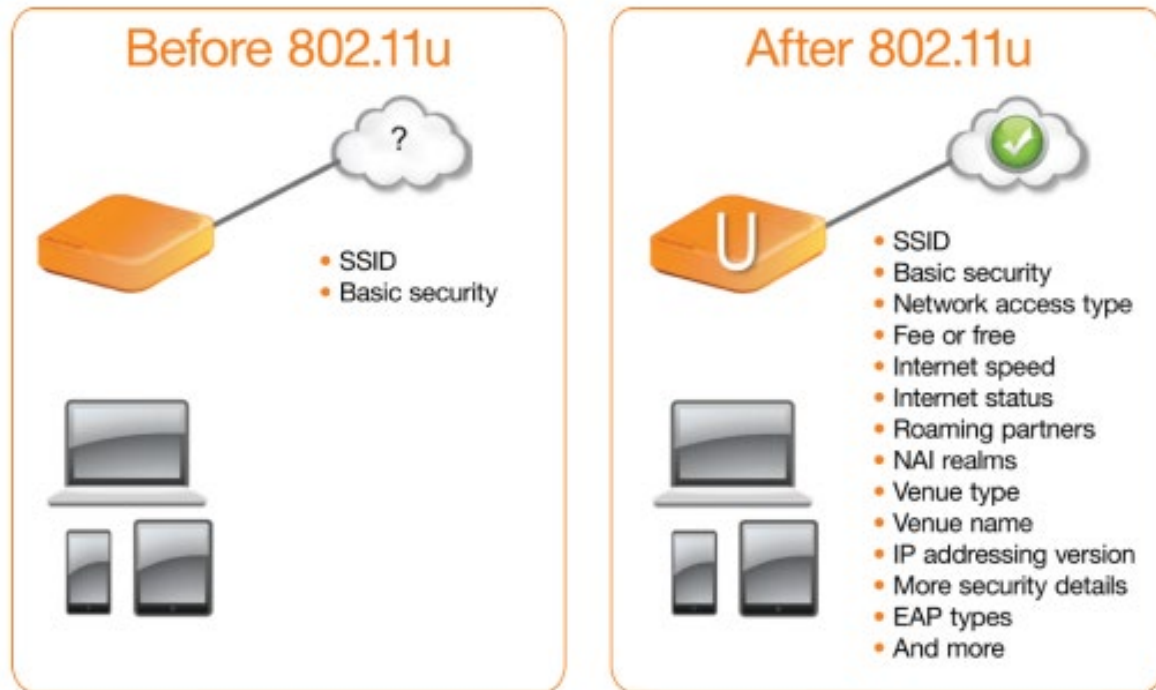 Before 802.11u
?
• SSID
• Basic security
After 802.11u
U
• SSID
• Basic security
• Network access type
• Fee or free
• Internet speed
• Internet status
• Roaming partners
• NAI realms
• Venue type
• Venue name
• IP addressing version
• More security details
• EAP types
• And more